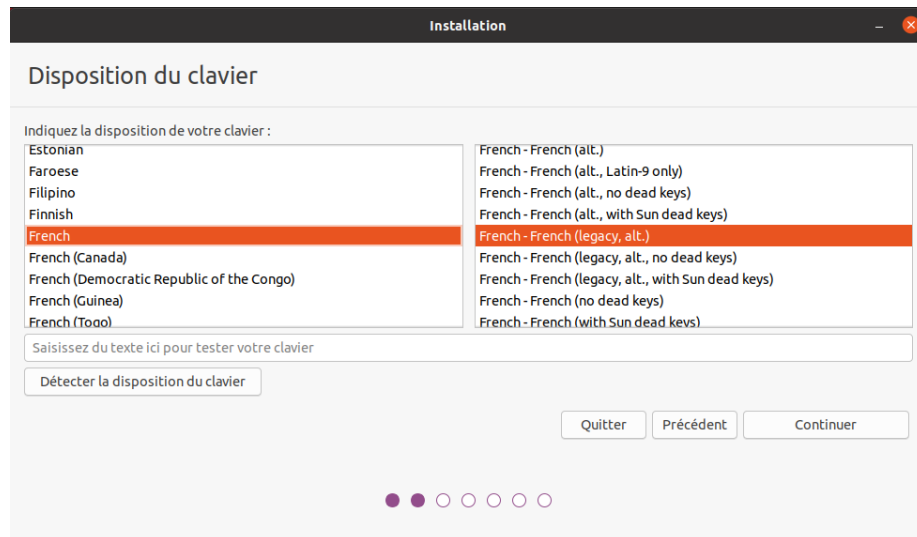 Installation
Disposition du clavier
Indiquez la disposition de votre clavier :
Estonian
Faroese
Filipino
Finnish
French
French (Canada)
French (Democratic Republic of the Congo)
French (Guinea)
French (Togo)
French - French (alt.)
French - French (alt., Latin-9 only)
French - French (alt., no dead keys)
French - French (alt., with Sun dead keys)
French - French (legacy, alt.)
French - French (legacy, alt., no dead keys)
French - French (legacy, alt., with Sun dead keys)
French - French (no dead keys)
French - French (with Sun dead keys)
Saisissez du texte ici pour tester votre clavier
Détecter la disposition du clavier
Quitter Précédent Continuer